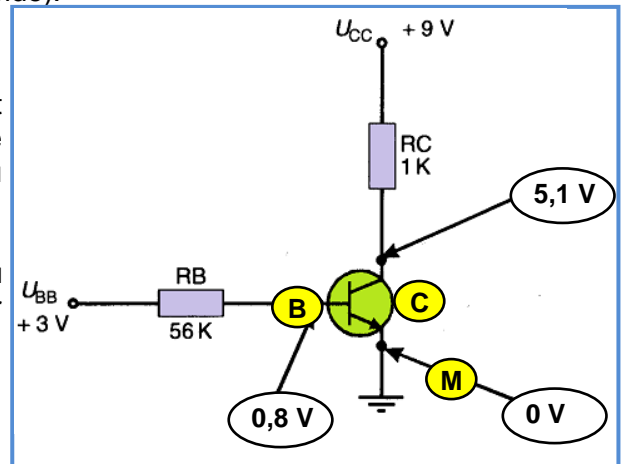 UCC + 9 V
RC
1 K
5,1 V
RB
UBB
+ 3 V
56 K
B
C
M
0,8 V
0 V